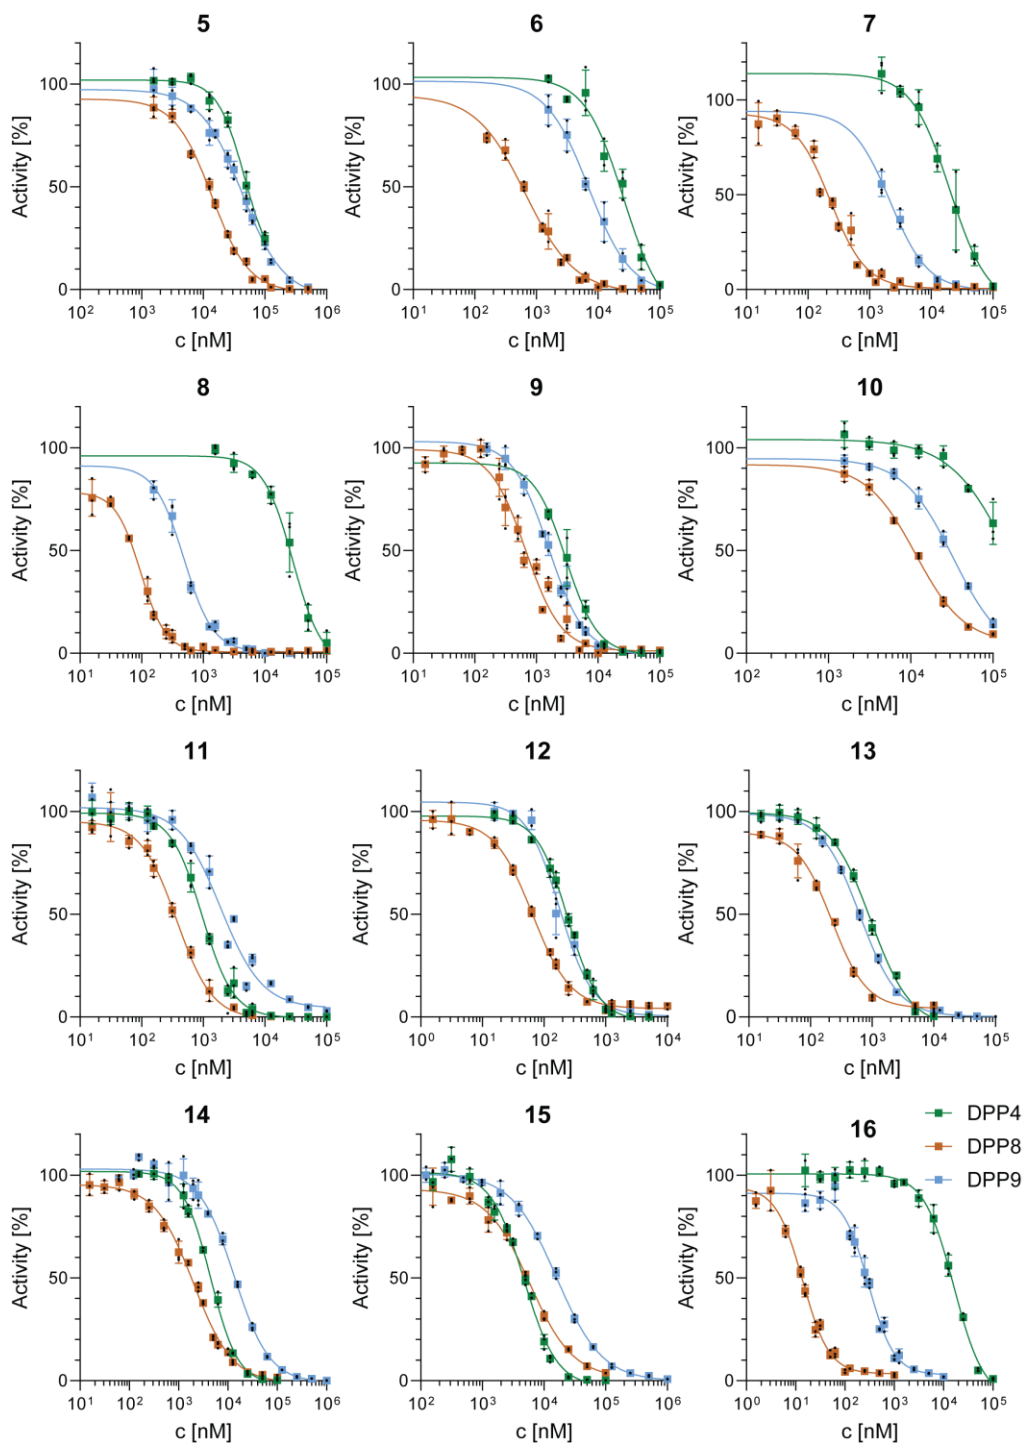 5
Activity [%]
100
50
0
10² 10³ 10⁴ 10⁵ 10⁶
c [nM]
6
Activity [%]
100
50
0
10¹ 10² 10³ 10⁴ 10⁵
c [nM]
7
Activity [%]
100
50
0
10¹ 10² 10³ 10⁴ 10⁵
c [nM]
8
Activity [%]
100
50
0
10¹ 10² 10³ 10⁴ 10⁵
c [nM]
9
Activity [%]
100
50
0
10¹ 10² 10³ 10⁴ 10⁵
c [nM]
10
Activity [%]
100
50
0
10² 10³ 10⁴ 10⁵
c [nM]
11
Activity [%]
100
50
0
10¹ 10² 10³ 10⁴ 10⁵
c [nM]
12
Activity [%]
100
50
0
10⁰ 10¹ 10² 10³ 10⁴
c [nM]
13
Activity [%]
100
50
0
10¹ 10² 10³ 10⁴ 10⁵
c [nM]
14
Activity [%]
100
50
0
10¹ 10² 10³ 10⁴ 10⁵ 10⁶
c [nM]
15
Activity [%]
100
50
0
10² 10³ 10⁴ 10⁵ 10⁶
c [nM]
16
Activity [%]
100
50
0
10⁰ 10¹ 10² 10³ 10⁴ 10⁵
c [nM]
DPP4
DPP8
DPP9